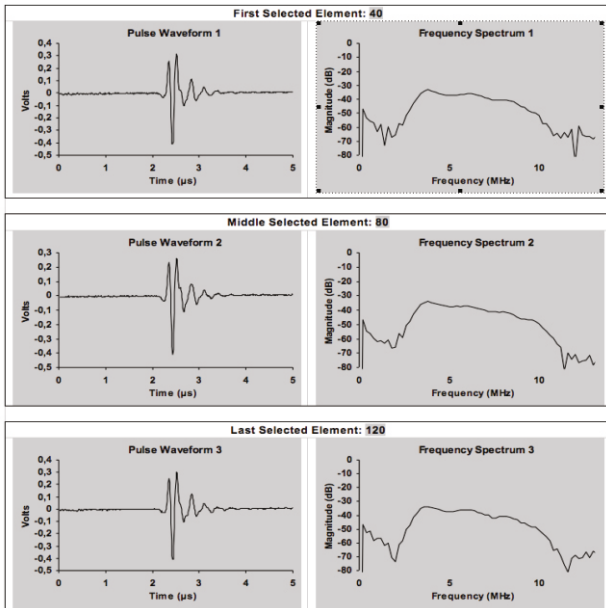 First Selected Element: 40
Pulse Waveform 1
0,4
0,3
0,2
0,1
0
-0,1
-0,2
-0,3
-0,4
-0,5
Volts
0 1 2 3 4 5
Time (µs)
Frequency Spectrum 1
0
-10
-20
-30
-40
-50
-60
-70
-80
Magnitude (dB)
0 5 10
Frequency (MHz)
Middle Selected Element: 80
Pulse Waveform 2
0,3
0,2
0,1
0
-0,1
-0,2
-0,3
-0,4
-0,5
Volts
0 1 2 3 4 5
Time (µs)
Frequency Spectrum 2
0
-10
-20
-30
-40
-50
-60
-70
-80
Magnitude (dB)
0 5 10
Frequency (MHz)
Last Selected Element: 120
Pulse Waveform 3
0,4
0,3
0,2
0,1
0
-0,1
-0,2
-0,3
-0,4
-0,5
Volts
0 1 2 3 4 5
Time (µs)
Frequency Spectrum 3
0
-10
-20
-30
-40
-50
-60
-70
-80
Magnitude (dB)
0 5 10
Frequency (MHz)